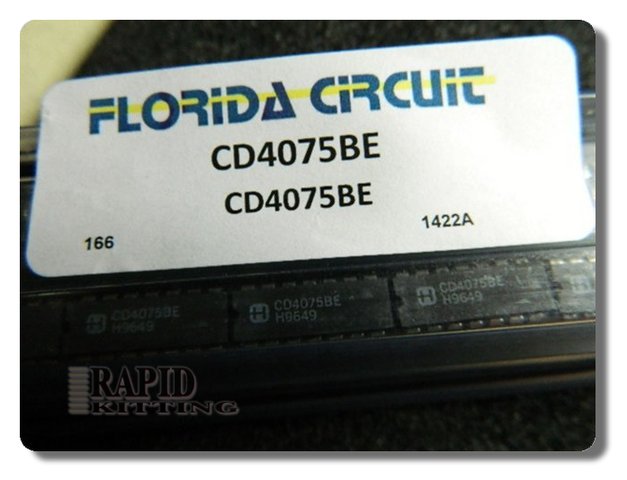 FLORiDA CiRCUiT
CD4075BE
CD4075BE
166
1422A
CD4075BE
H9649
CD4075BE
H9649
CD4075BE
H9649
RAPID
KITTING